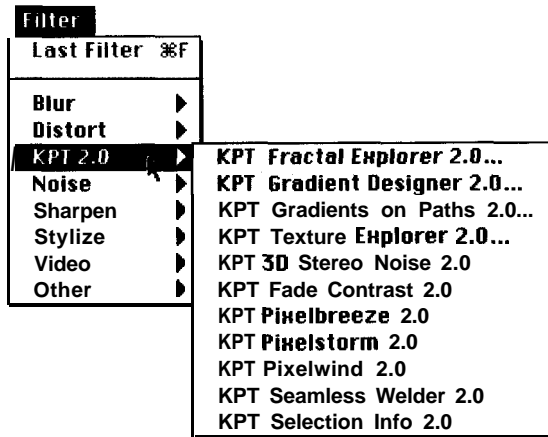 Filter
Last Filter ⌘F
Blur
Distort
KPT 2.0
Noise
Sharpen
Stylize
Video
Other
KPT Fractal Explorer 2.0...
KPT Gradient Designer 2.0...
KPT Gradients on Paths 2.0...
KPT Texture Explorer 2.0...
KPT 3D Stereo Noise 2.0
KPT Fade Contrast 2.0
KPT Pixelbreeze 2.0
KPT Pixelstorm 2.0
KPT Pixelwind 2.0
KPT Seamless Welder 2.0
KPT Selection Info 2.0